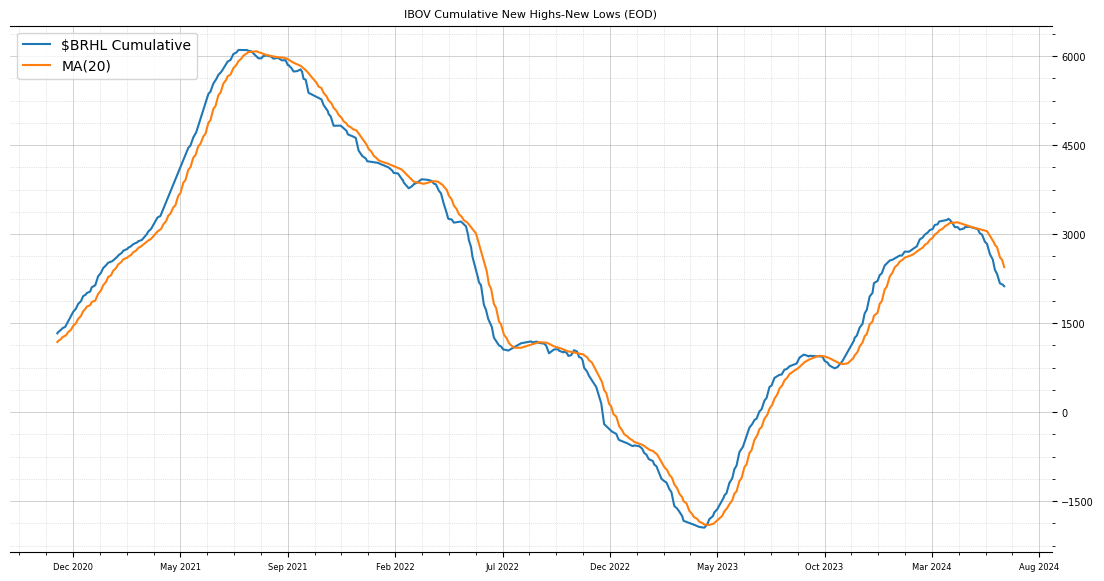 IBOV Cumulative New Highs-New Lows (EOD)
$BRHL Cumulative
MA(20)
6000
4500
3000
1500
0
−1500
Dec 2020 May 2021 Sep 2021 Feb 2022 Jul 2022 Dec 2022 May 2023 Oct 2023 Mar 2024 Aug 2024